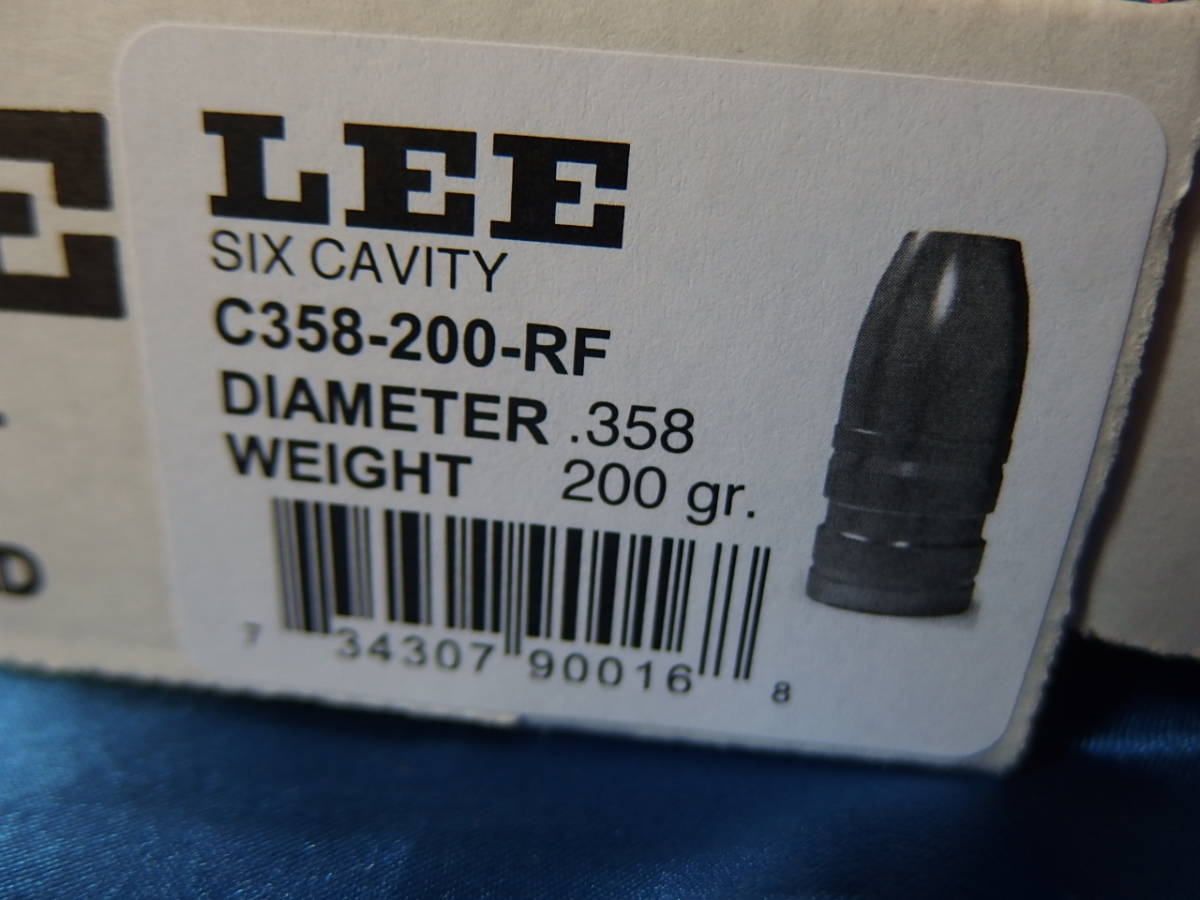 LEE
SIX CAVITY
C358-200-RF
DIAMETER .358
WEIGHT 200 gr.
7 34307 90016 8
E
D